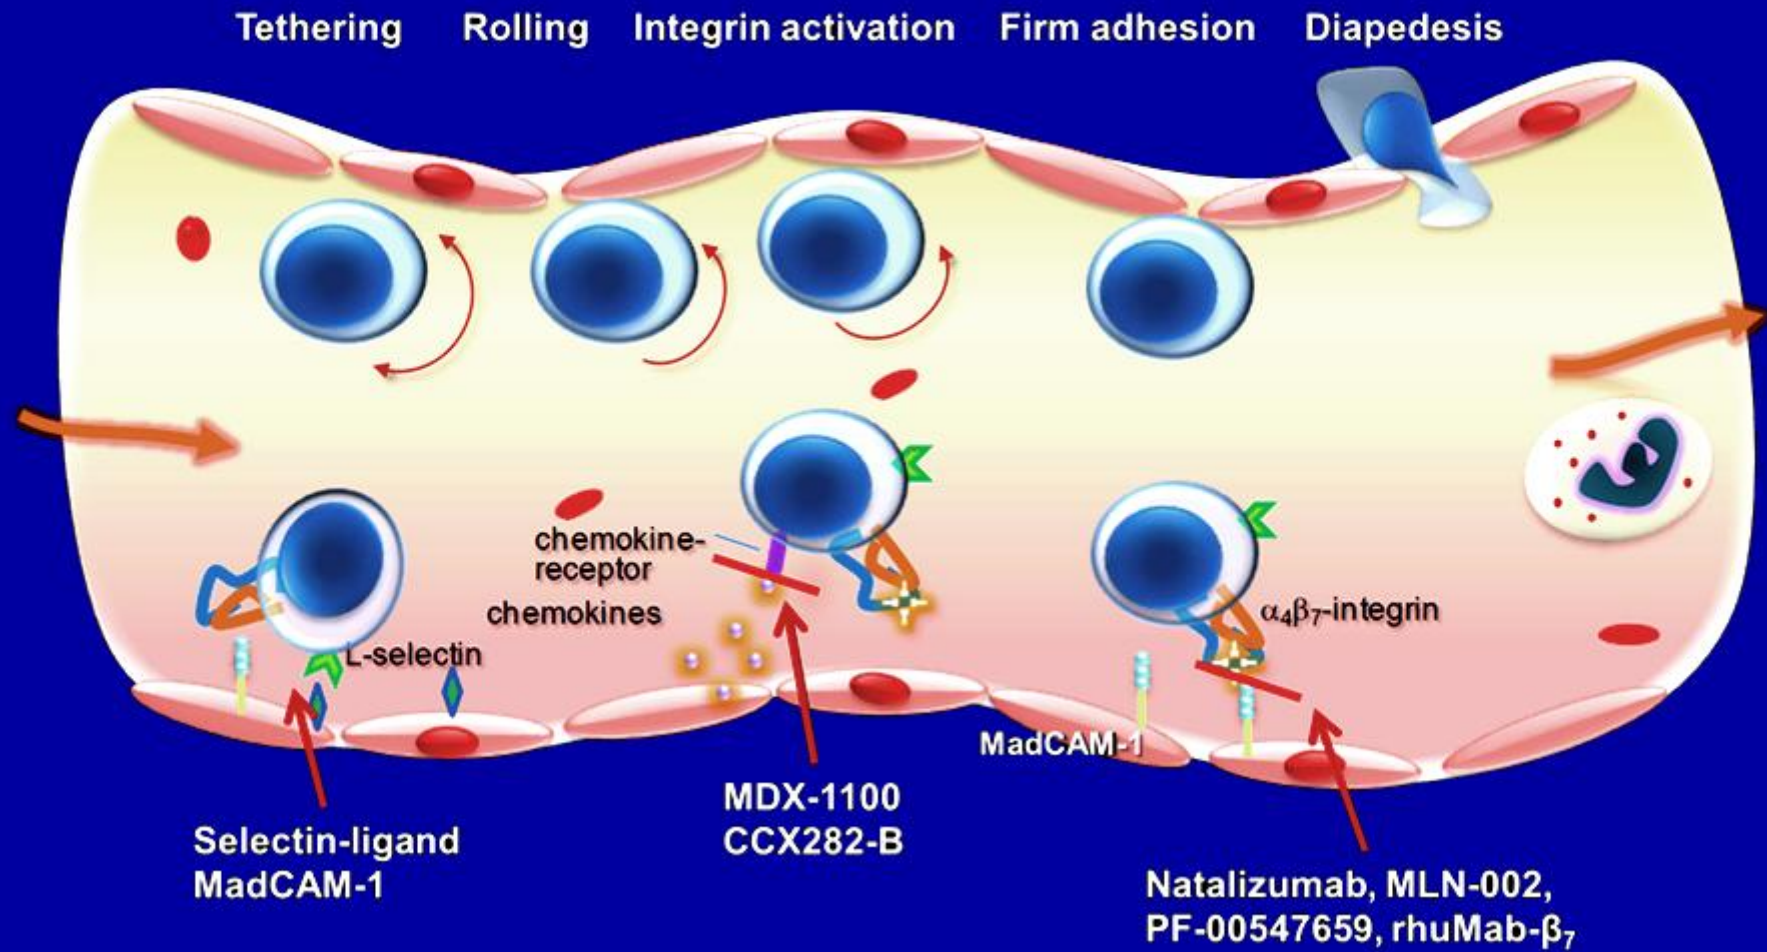 Tethering Rolling Integrin activation Firm adhesion Diapedesis
chemokine-
receptor
chemokines
α₄β₇-integrin
L-selectin
MadCAM-1
MDX-1100
CCX282-B
Selectin-ligand
MadCAM-1
Natalizumab, MLN-002,
PF-00547659, rhuMab-β₇